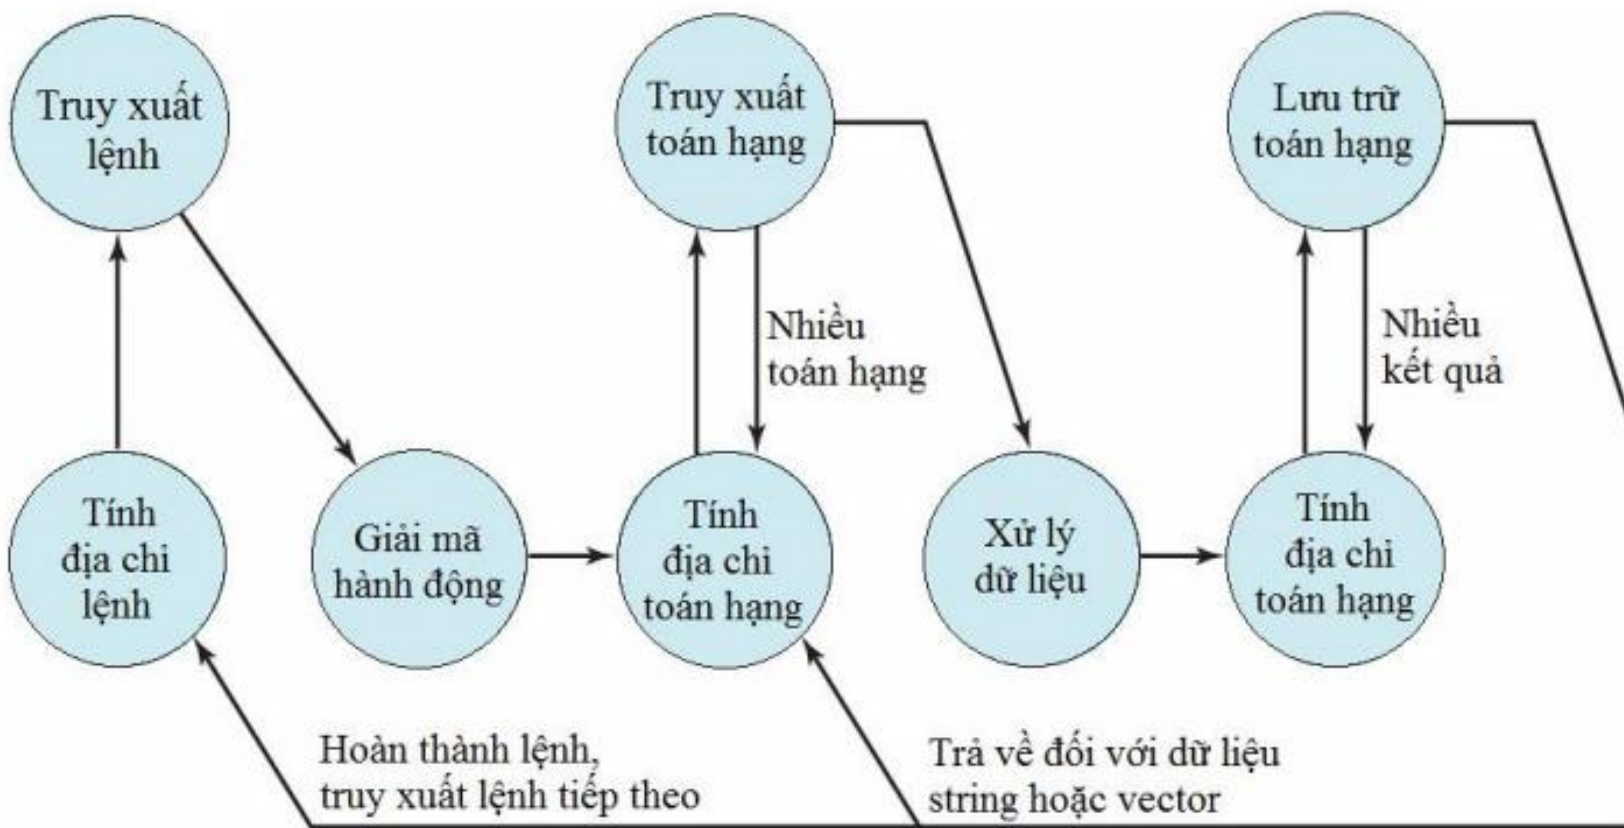 Truy xuất
lệnh
Truy xuất
toán hạng
Lưu trữ
toán hạng
Nhiều
toán hạng
Nhiều
kết quả
Tính
địa chỉ
lệnh
Giải mã
hành động
Tính
địa chỉ
toán hạng
Xử lý
dữ liệu
Tính
địa chỉ
toán hạng
Hoàn thành lệnh,
truy xuất lệnh tiếp theo
Trả về đối với dữ liệu
string hoặc vector